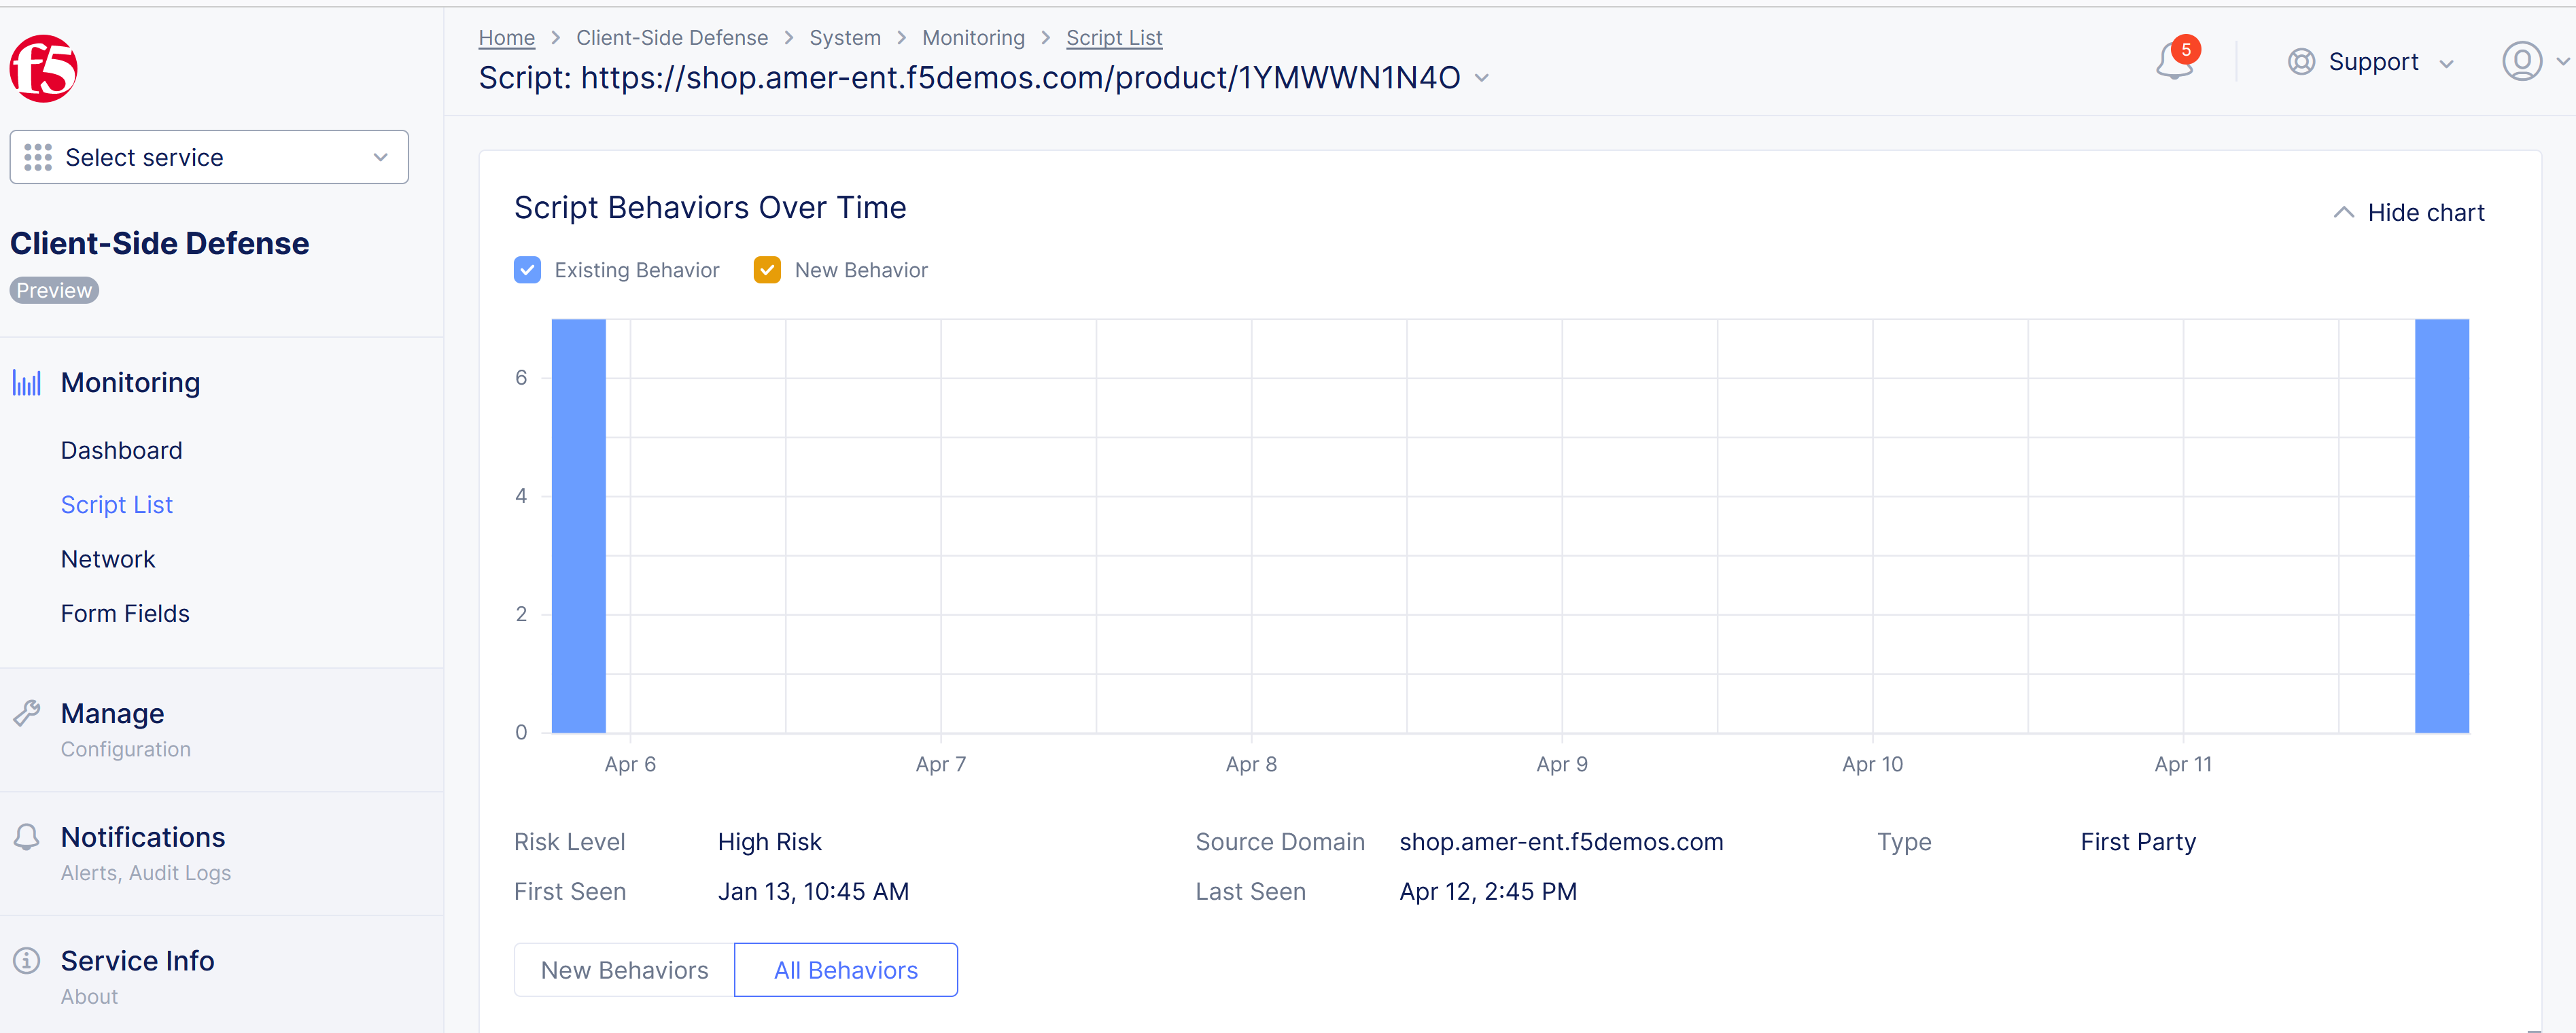 f5
Select service
Client-Side Defense
Preview
Monitoring
Dashboard
Script List
Network
Form Fields
Manage
Configuration
Notifications
Alerts, Audit Logs
Service Info
About
Home > Client-Side Defense > System > Monitoring > Script List
Script: https://shop.amer-ent.f5demos.com/product/1YMWWN1N4O
5
Support
Script Behaviors Over Time
Hide chart
Existing Behavior New Behavior
6
4
2
0
Apr 6 Apr 7 Apr 8 Apr 9 Apr 10 Apr 11
Risk Level High Risk Source Domain shop.amer-ent.f5demos.com Type First Party
First Seen Jan 13, 10:45 AM Last Seen Apr 12, 2:45 PM
New Behaviors All Behaviors